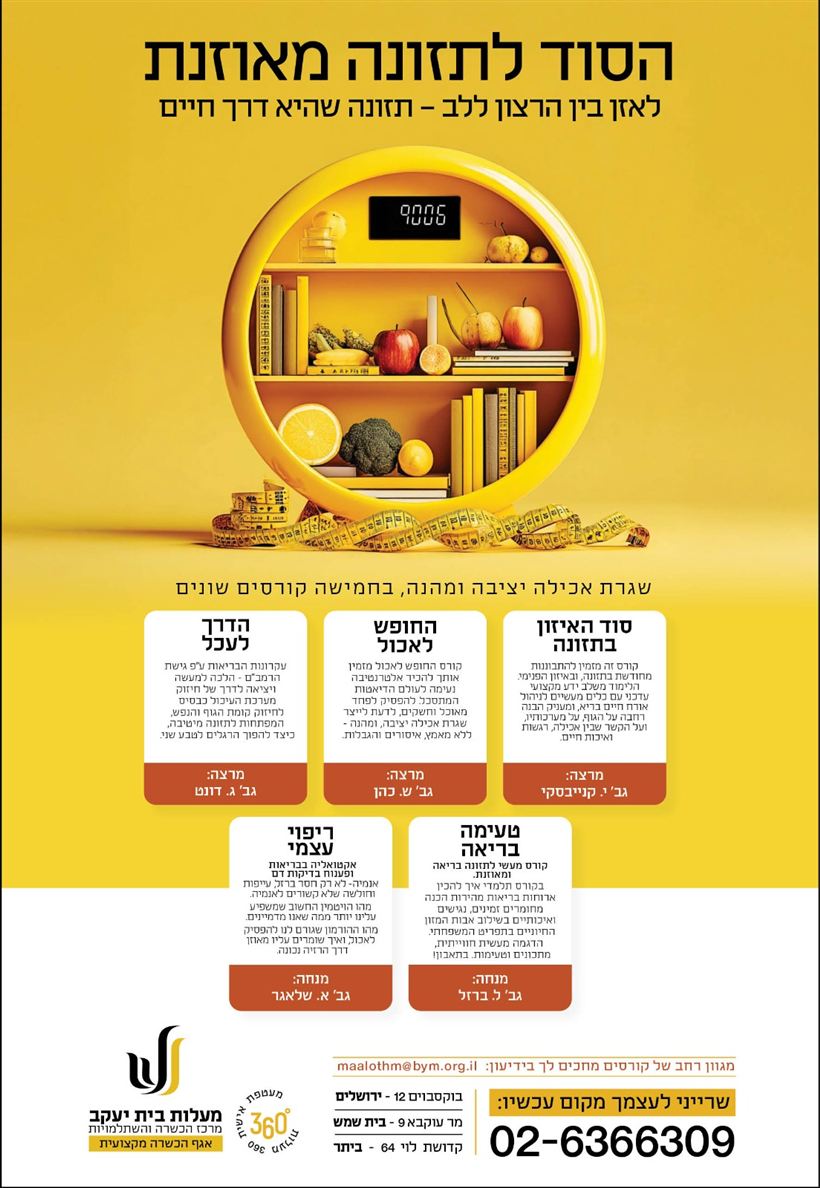 הסוד לתזונה מאוזנת
לאזן בין הרצון ללב – תזונה שהיא דרך חיים
9006
שגרת אכילה יציבה ומהנה, בחמישה קורסים שונים
סוד האיזון
בתזונה
קורס זה מזמין להתבוננות
מחודשת בתזונה, ובאיזון הפנימי.
הלימוד משלב ידע מקצועי
עדכני עם כלים מעשיים לניהול
אורח חיים בריא, ומעניק הבנה
רחבה על הגוף, על מערכותיו,
ועל הקשר שבין אכילה, רגשות
ואיכות חיים.
מרצה:
גב' י. קנייבסקי
החופש
לאכול
קורס החופש לאכול מזמין
אותך להכיר אלטרנטיבה
נעימה לעולם הדיאטות
המתסכל. להפסיק לפחד
מאוכל וחשקים, לדעת לייצר
שגרת אכילה יציבה, ומהנה -
ללא מאמץ, איסורים והגבלות.
מרצה:
גב' ש. כהן
הדרך
לעכל
עקרונות הבריאות ע"פ גישת
הרמב"ם - הלכה למעשה
ויציאה לדרך של חיזוק
מערכת העיכול כבסיס
לחיזוק קומת הגוף והנפש,
המפתחות לתזונה מיטיבה,
כיצד להפוך הרגלים לטבע שני.
מרצה:
גב' ג. דונט
טעימה
בריאה
קורס מעשי לתזונה בריאה
ומאוזנת.
בקורס תלמדי איך להכין
ארוחות בריאות מהירות הכנה
מחומרים זמינים, נגישים
ואיכותיים בשילוב אבות המזון
החיוניים בתפריט המשפחתי.
הדגמה מעשית חווייתית,
מתכונים וטעימות. בתאבון!
מנחה:
גב' ל. ברזל
ריפוי
עצמי
אקטואליה בבריאות
ופענוח בדיקות דם
אנמיה- לא רק חסר ברזל, עייפות
וחולשה שלא קשורים לאנמיה.
מהו הויטמין החשוב שמשפיע
עלינו יותר ממה שאנו מדמיינים.
מהו ההורמון שגורם לנו להפסיק
לאכול, ואיך שומרים עליו מאוזן
דרך הרזיה נכונה.
מנחה:
גב' א. שלאגר
מגוון רחב של קורסים מחכים לך בידיעון: maalothm@bym.org.il
שרייני לעצמך מקום עכשיו:
02-6366309
בוקסבוים 12 - ירושלים
מר עוקבא 9 - בית שמש
קדושת לוי 64 - ביתר
מעטפת אישית 360 מעלות
360°
מעלות בית יעקב
מרכז הכשרה והשתלמויות
אגף הכשרה מקצועית